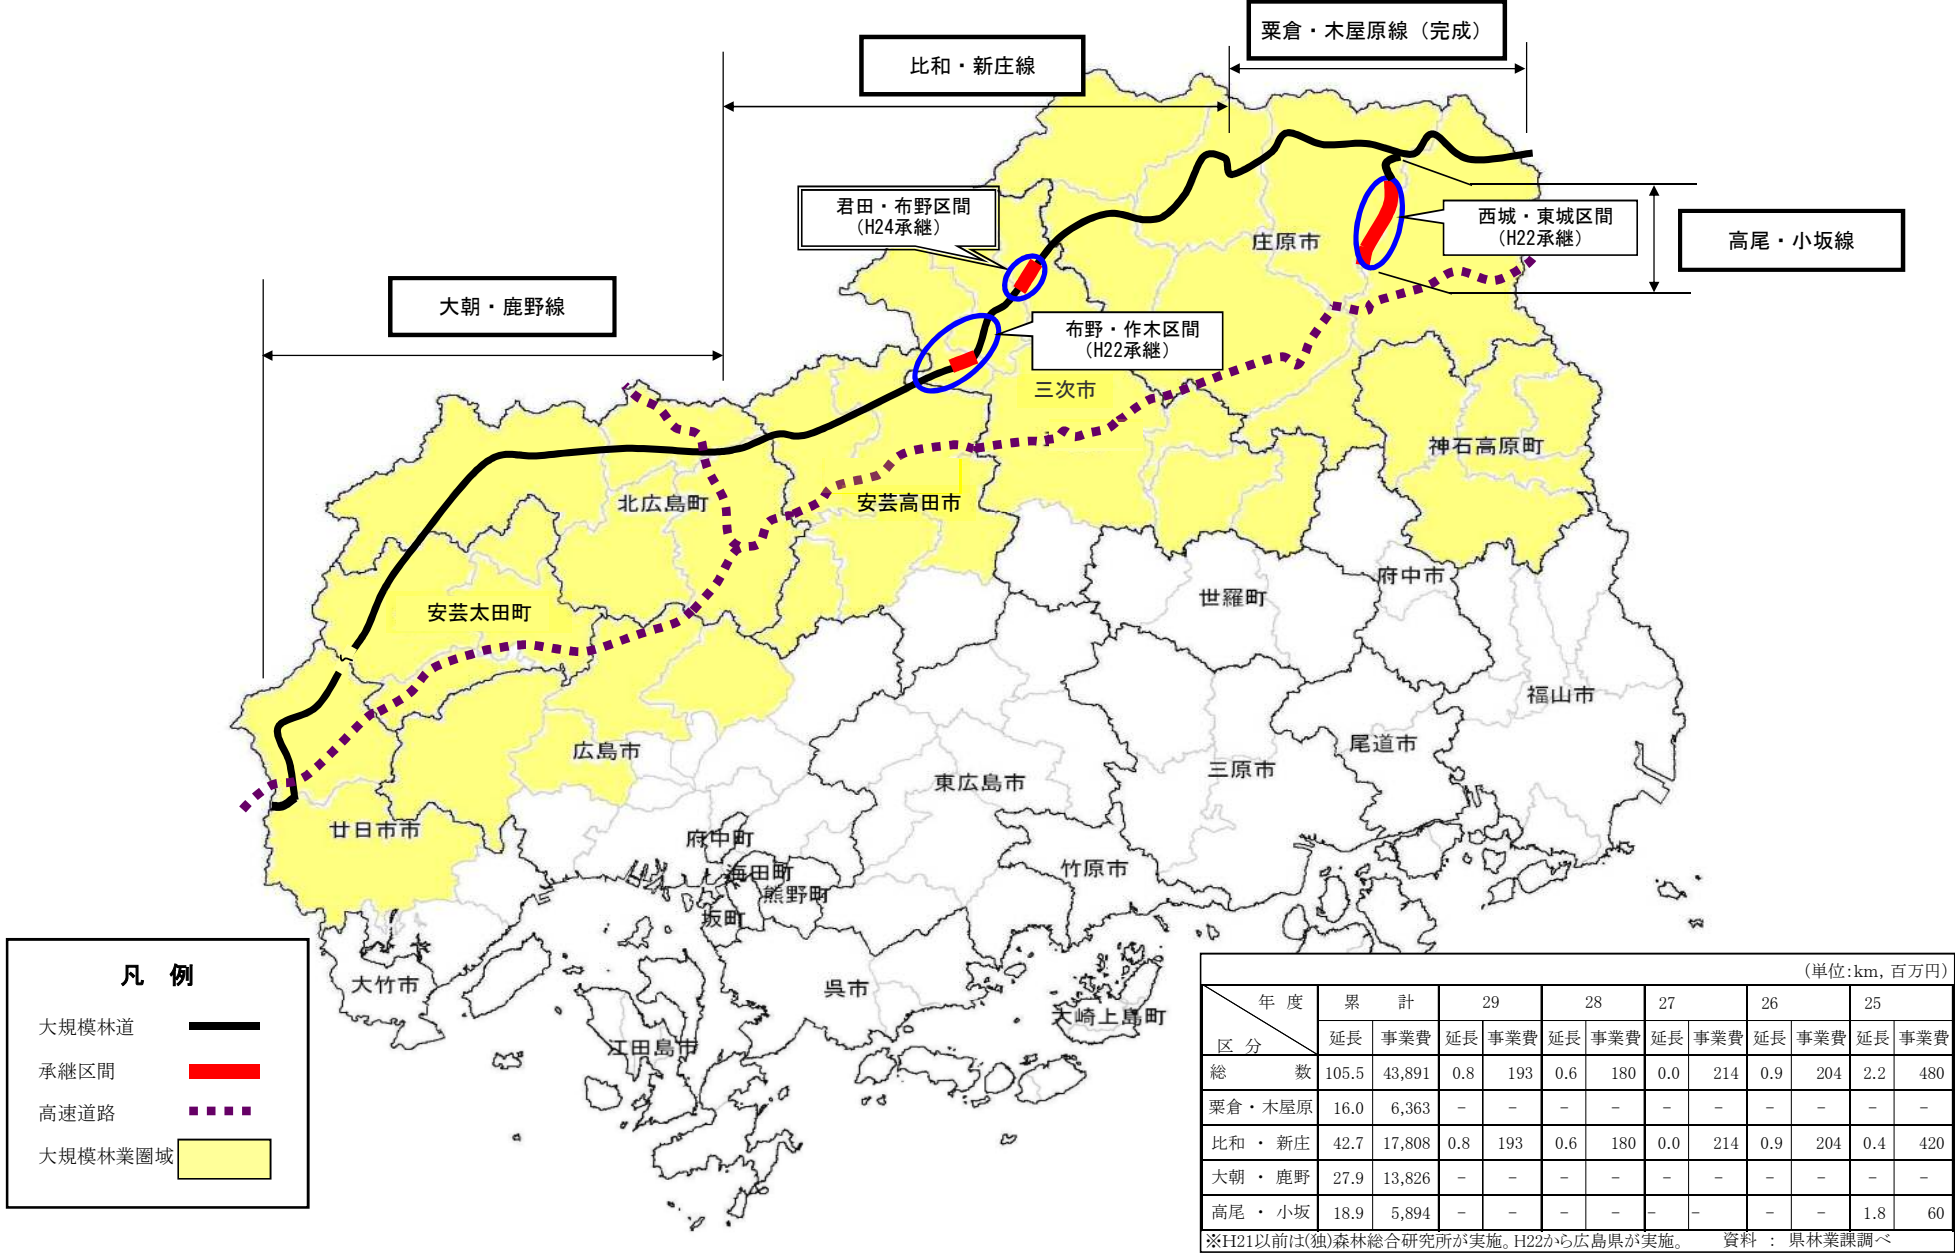 粟倉・木屋原線（完成）
比和・新庄線
君田・布野区間
（H24承継）
西城・東城区間
（H22承継）
庄原市
高尾・小坂線
大朝・鹿野線
布野・作木区間
（H22承継）
三次市
神石高原町
北広島町
安芸高田市
府中市
世羅町
安芸太田町
福山市
広島市
尾道市
三原市
東広島市
廿日市市
府中町
海田町
竹原市
熊野町
坂町
大竹市
呉市
大崎上島町
江田島市
凡 例
大規模林道
承継区間
高速道路
大規模林業圏域
（単位:km, 百万円）
年 度 累 計 29 28 27 26 25
区 分 延長 事業費 延長 事業費 延長 事業費 延長 事業費 延長 事業費 延長 事業費
総 数 105.5 43,891 0.8 193 0.6 180 0.0 214 0.9 204 2.2 480
粟倉・木屋原 16.0 6,363 － － － － － － － － － －
比和 ・ 新庄 42.7 17,808 0.8 193 0.6 180 0.0 214 0.9 204 0.4 420
大朝 ・ 鹿野 27.9 13,826 － － － － － － － － － －
高尾 ・ 小坂 18.9 5,894 － － － － － － － － 1.8 60
※H21以前は(独)森林総合研究所が実施。H22から広島県が実施。 資料 ： 県林業課調べ